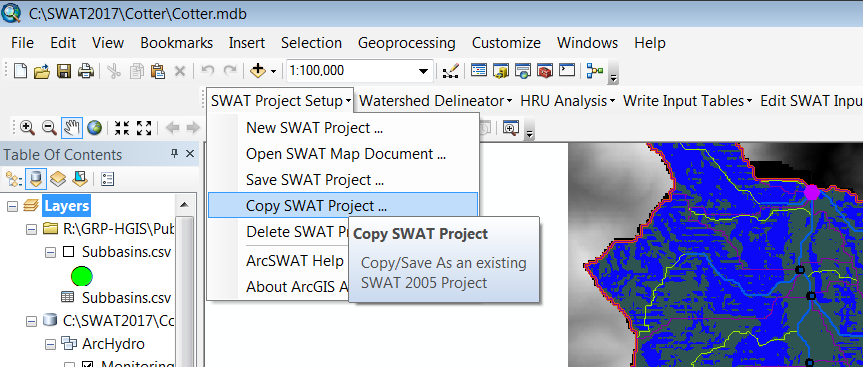 C:\SWAT2017\Cotter\Cotter.mdb
File Edit View Bookmarks Insert Selection Geoprocessing Customize Windows Help
1:100,000
SWAT Project Setup Watershed Delineator HRU Analysis Write Input Tables Edit SWAT Inpu
New SWAT Project ...
Table Of Contents
Open SWAT Map Document ...
Save SWAT Project ...
Layers
Copy SWAT Project ...
R:\GRP-HGIS\Pub
Delete SWAT Pr
Copy SWAT Project
Subbasins.csv
ArcSWAT Help
Copy/Save As an existing
SWAT 2005 Project
About ArcGIS A
Subbasins.csv
C:\SWAT2017\Co
ArcHydro
Monitoring